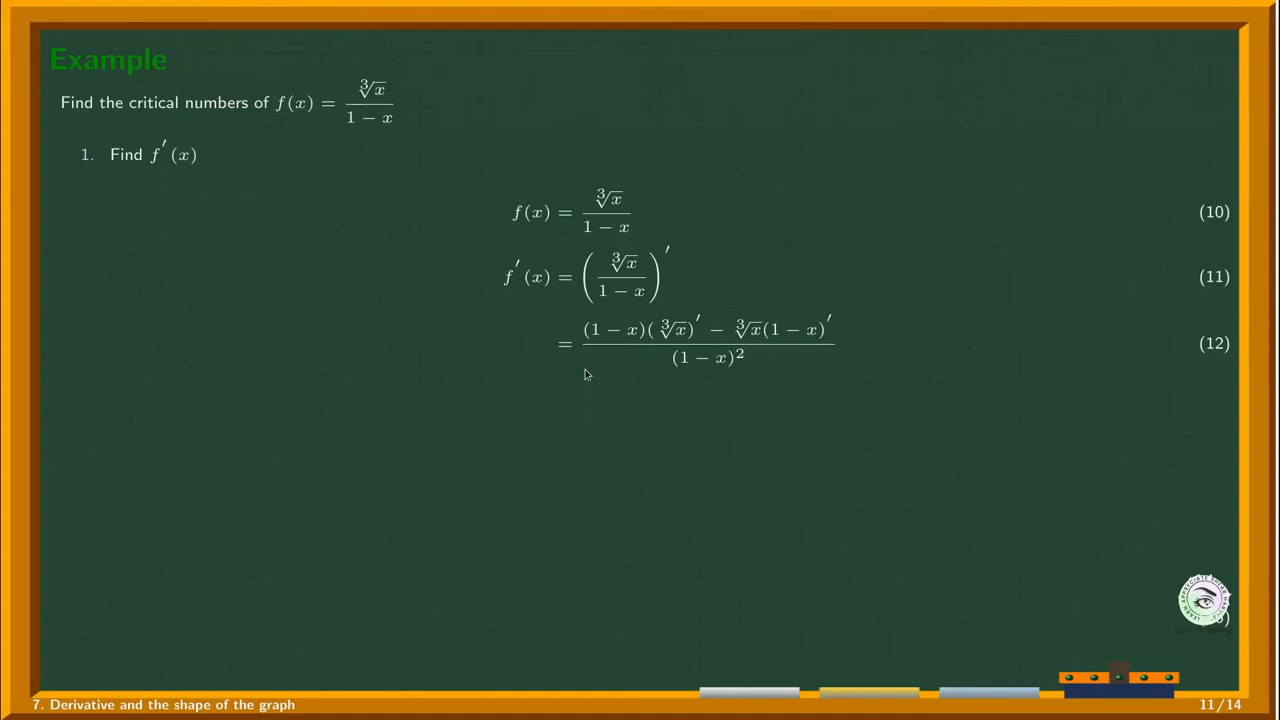 Example
Find the critical numbers of f(x) = ∛x / (1 − x)
1. Find f′(x)
f(x) = ∛x / (1 − x) (10)
f′(x) = (∛x / (1 − x))′ (11)
= ((1 − x)(∛x)′ − ∛x(1 − x)′) / (1 − x)² (12)
7. Derivative and the shape of the graph 11/14